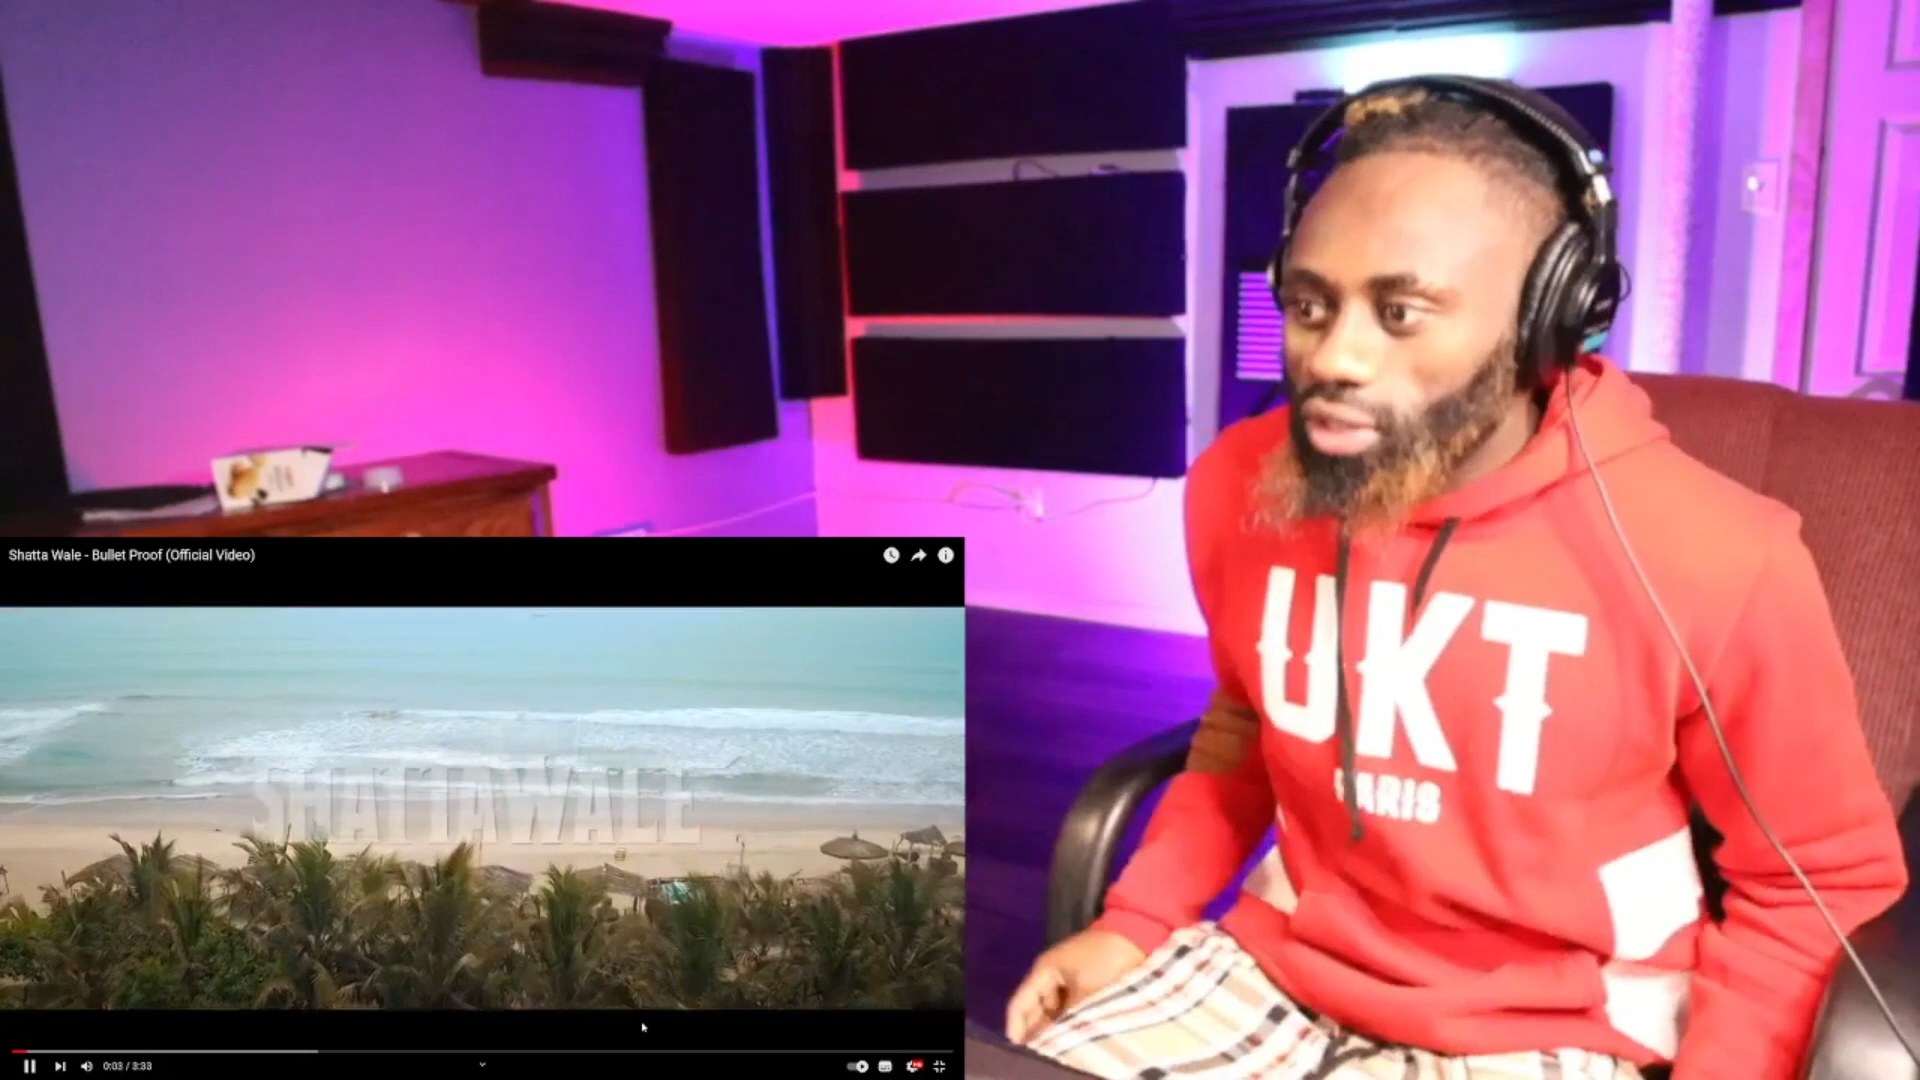 Shatta Wale - Bullet Proof (Official Video)
SHATTAWALE
0:03 / 3:33
UKT
PARIS